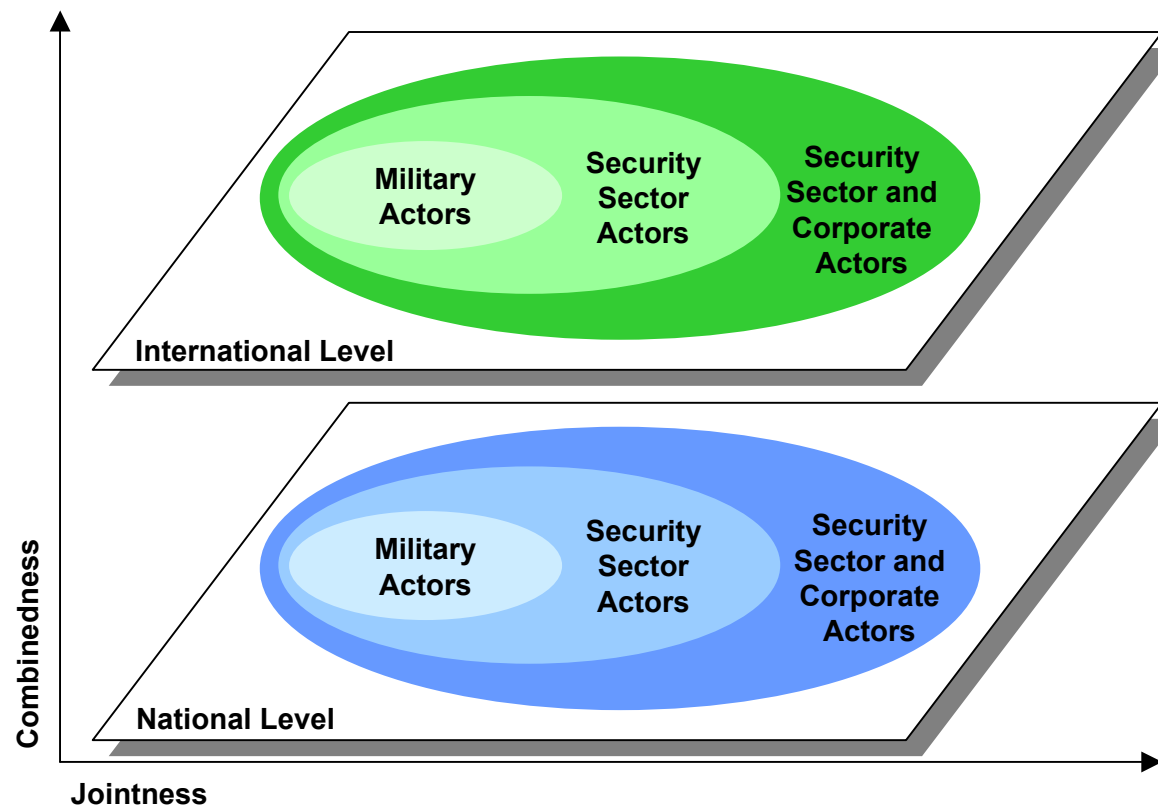 Military
Actors
Security
Sector
Actors
Security
Sector and
Corporate
Actors
International Level
Military
Actors
Security
Sector
Actors
Security
Sector and
Corporate
Actors
National Level
Combinedness
Jointness